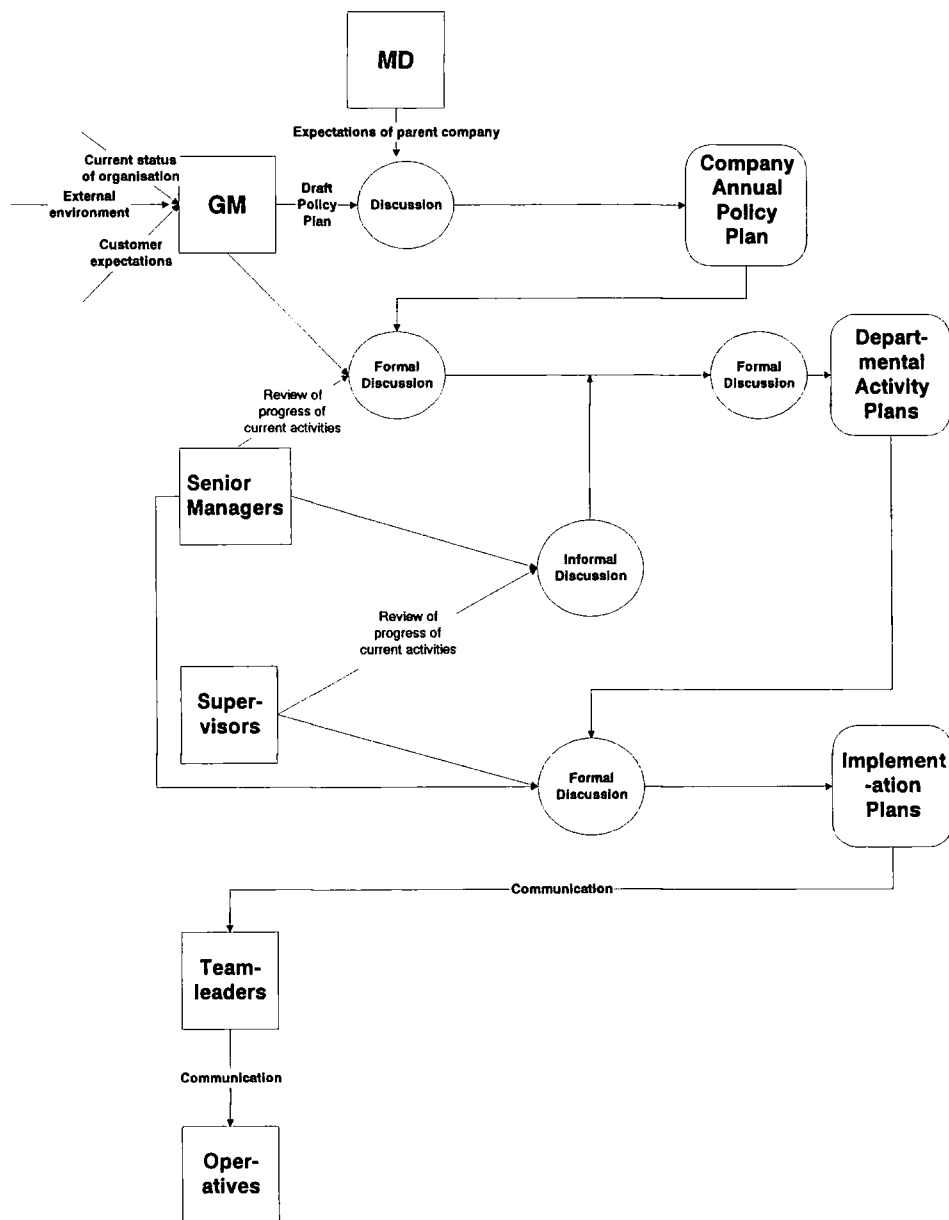 MD
Expectations of parent company
Current status
of organisation
External
environment
Customer
expectations
GM
Draft
Policy
Plan
Discussion
Company
Annual
Policy
Plan
Formal
Discussion
Formal
Discussion
Depart-
mental
Activity
Plans
Review of
progress of
current activities
Senior
Managers
Informal
Discussion
Review of
progress of
current activities
Super-
visors
Formal
Discussion
Implement
-ation
Plans
Communication
Team-
leaders
Communication
Oper-
atives